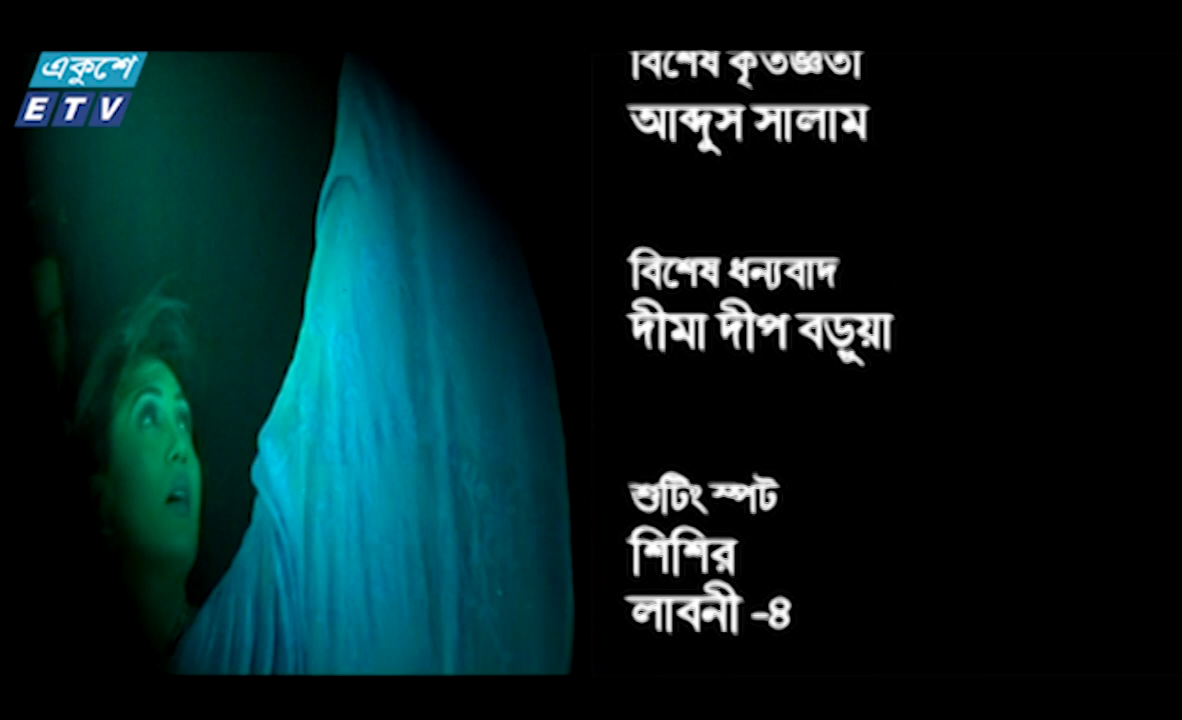 একুশে
ETV
বিশেষ কৃতজ্ঞতা
আব্দুস সালাম
বিশেষ ধন্যবাদ
দীমা দীপ বড়ূয়া
শুটিং স্পট
শিশির
লাবনী -৪